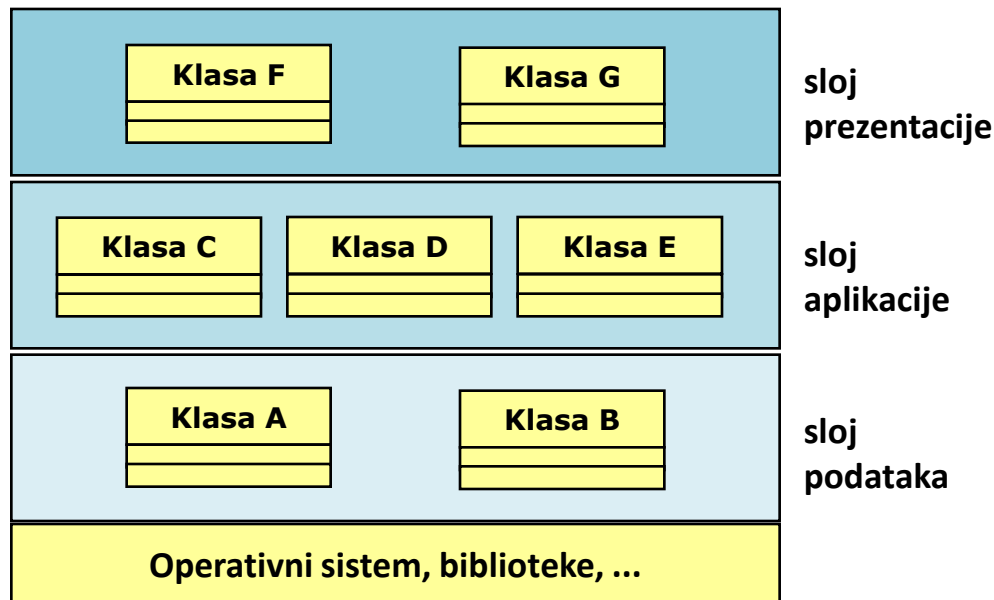 Klasa F
Klasa G
sloj
prezentacije
Klasa C
Klasa D
Klasa E
sloj
aplikacije
Klasa A
Klasa B
sloj
podataka
Operativni sistem, biblioteke, ...